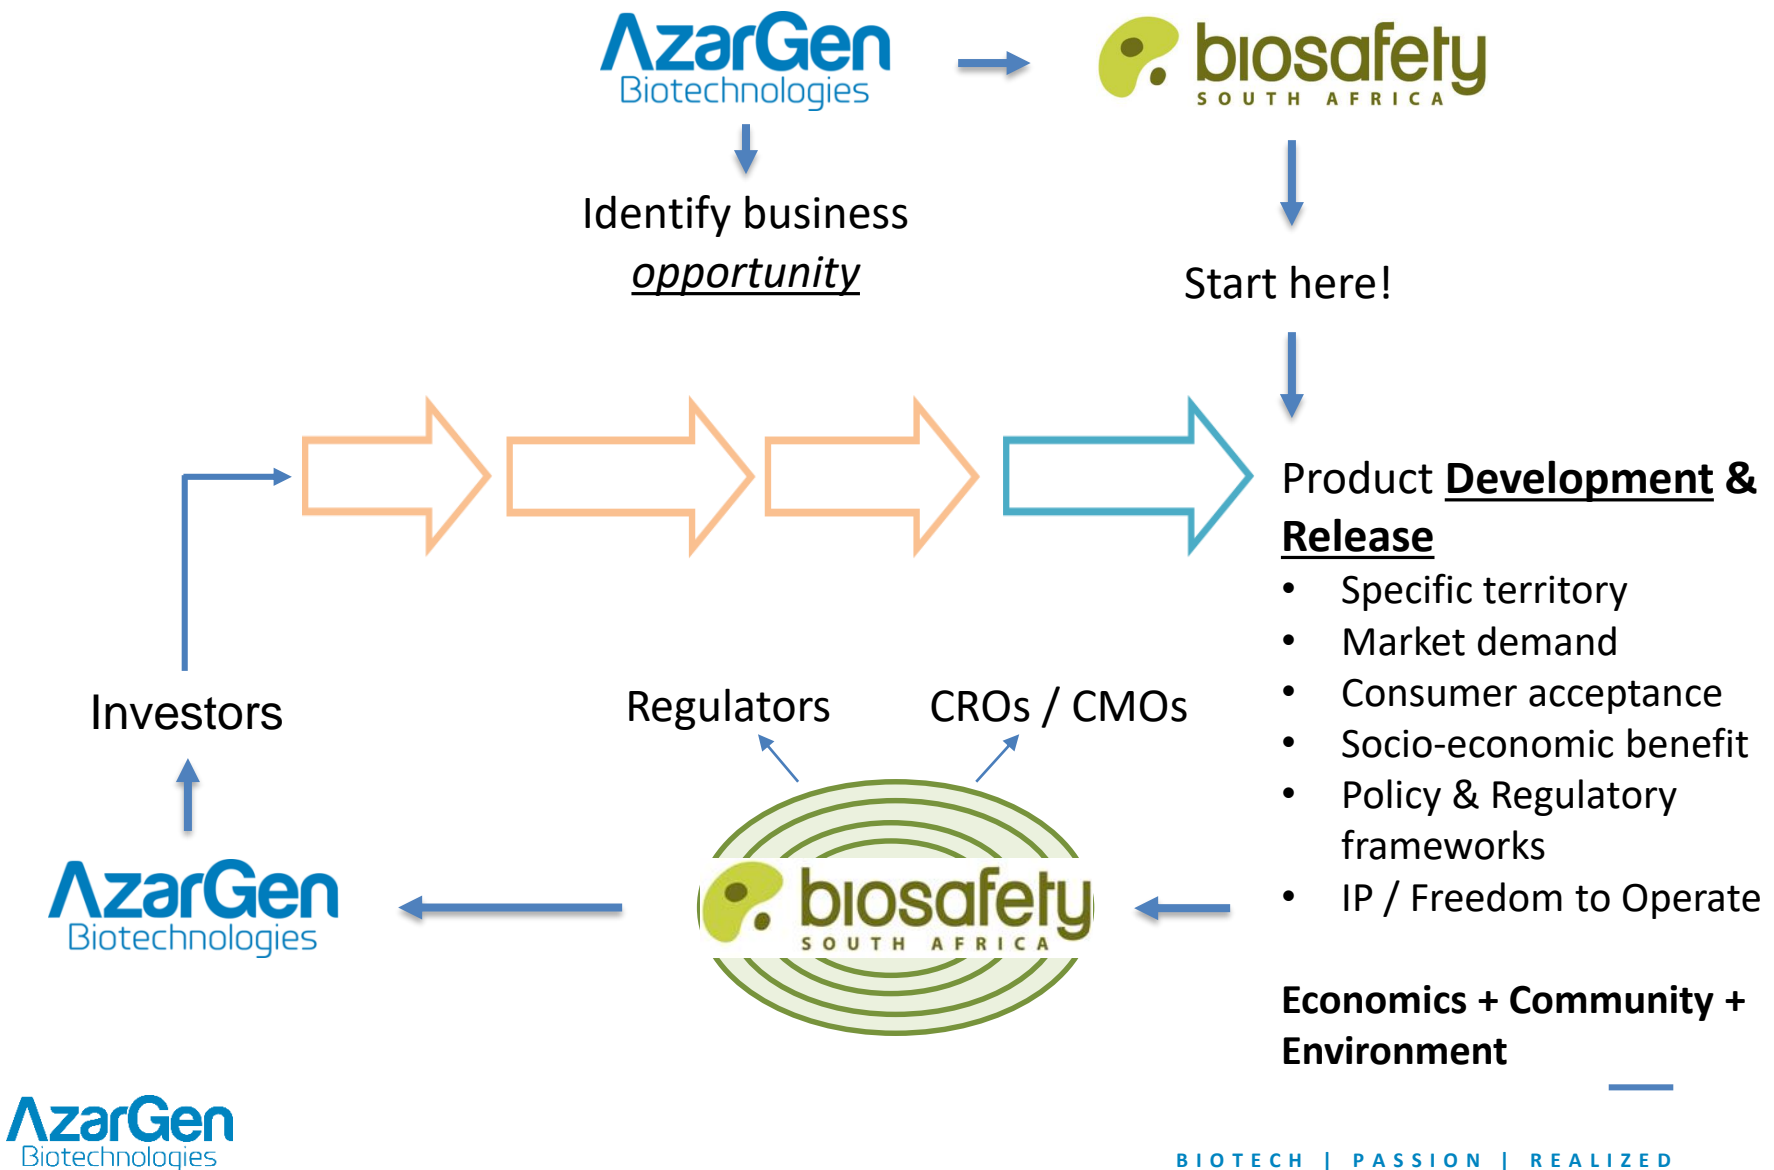 AzarGen
Biotechnologies
biosafety
SOUTH AFRICA
Identify business
opportunity
Start here!
Product Development &
Release
• Specific territory
• Market demand
• Consumer acceptance
• Socio-economic benefit
• Policy & Regulatory
frameworks
• IP / Freedom to Operate
Economics + Community +
Environment
Investors
Regulators
CROs / CMOs
AzarGen
Biotechnologies
biosafety
SOUTH AFRICA
AzarGen
Biotechnologies
BIOTECH | PASSION | REALIZED